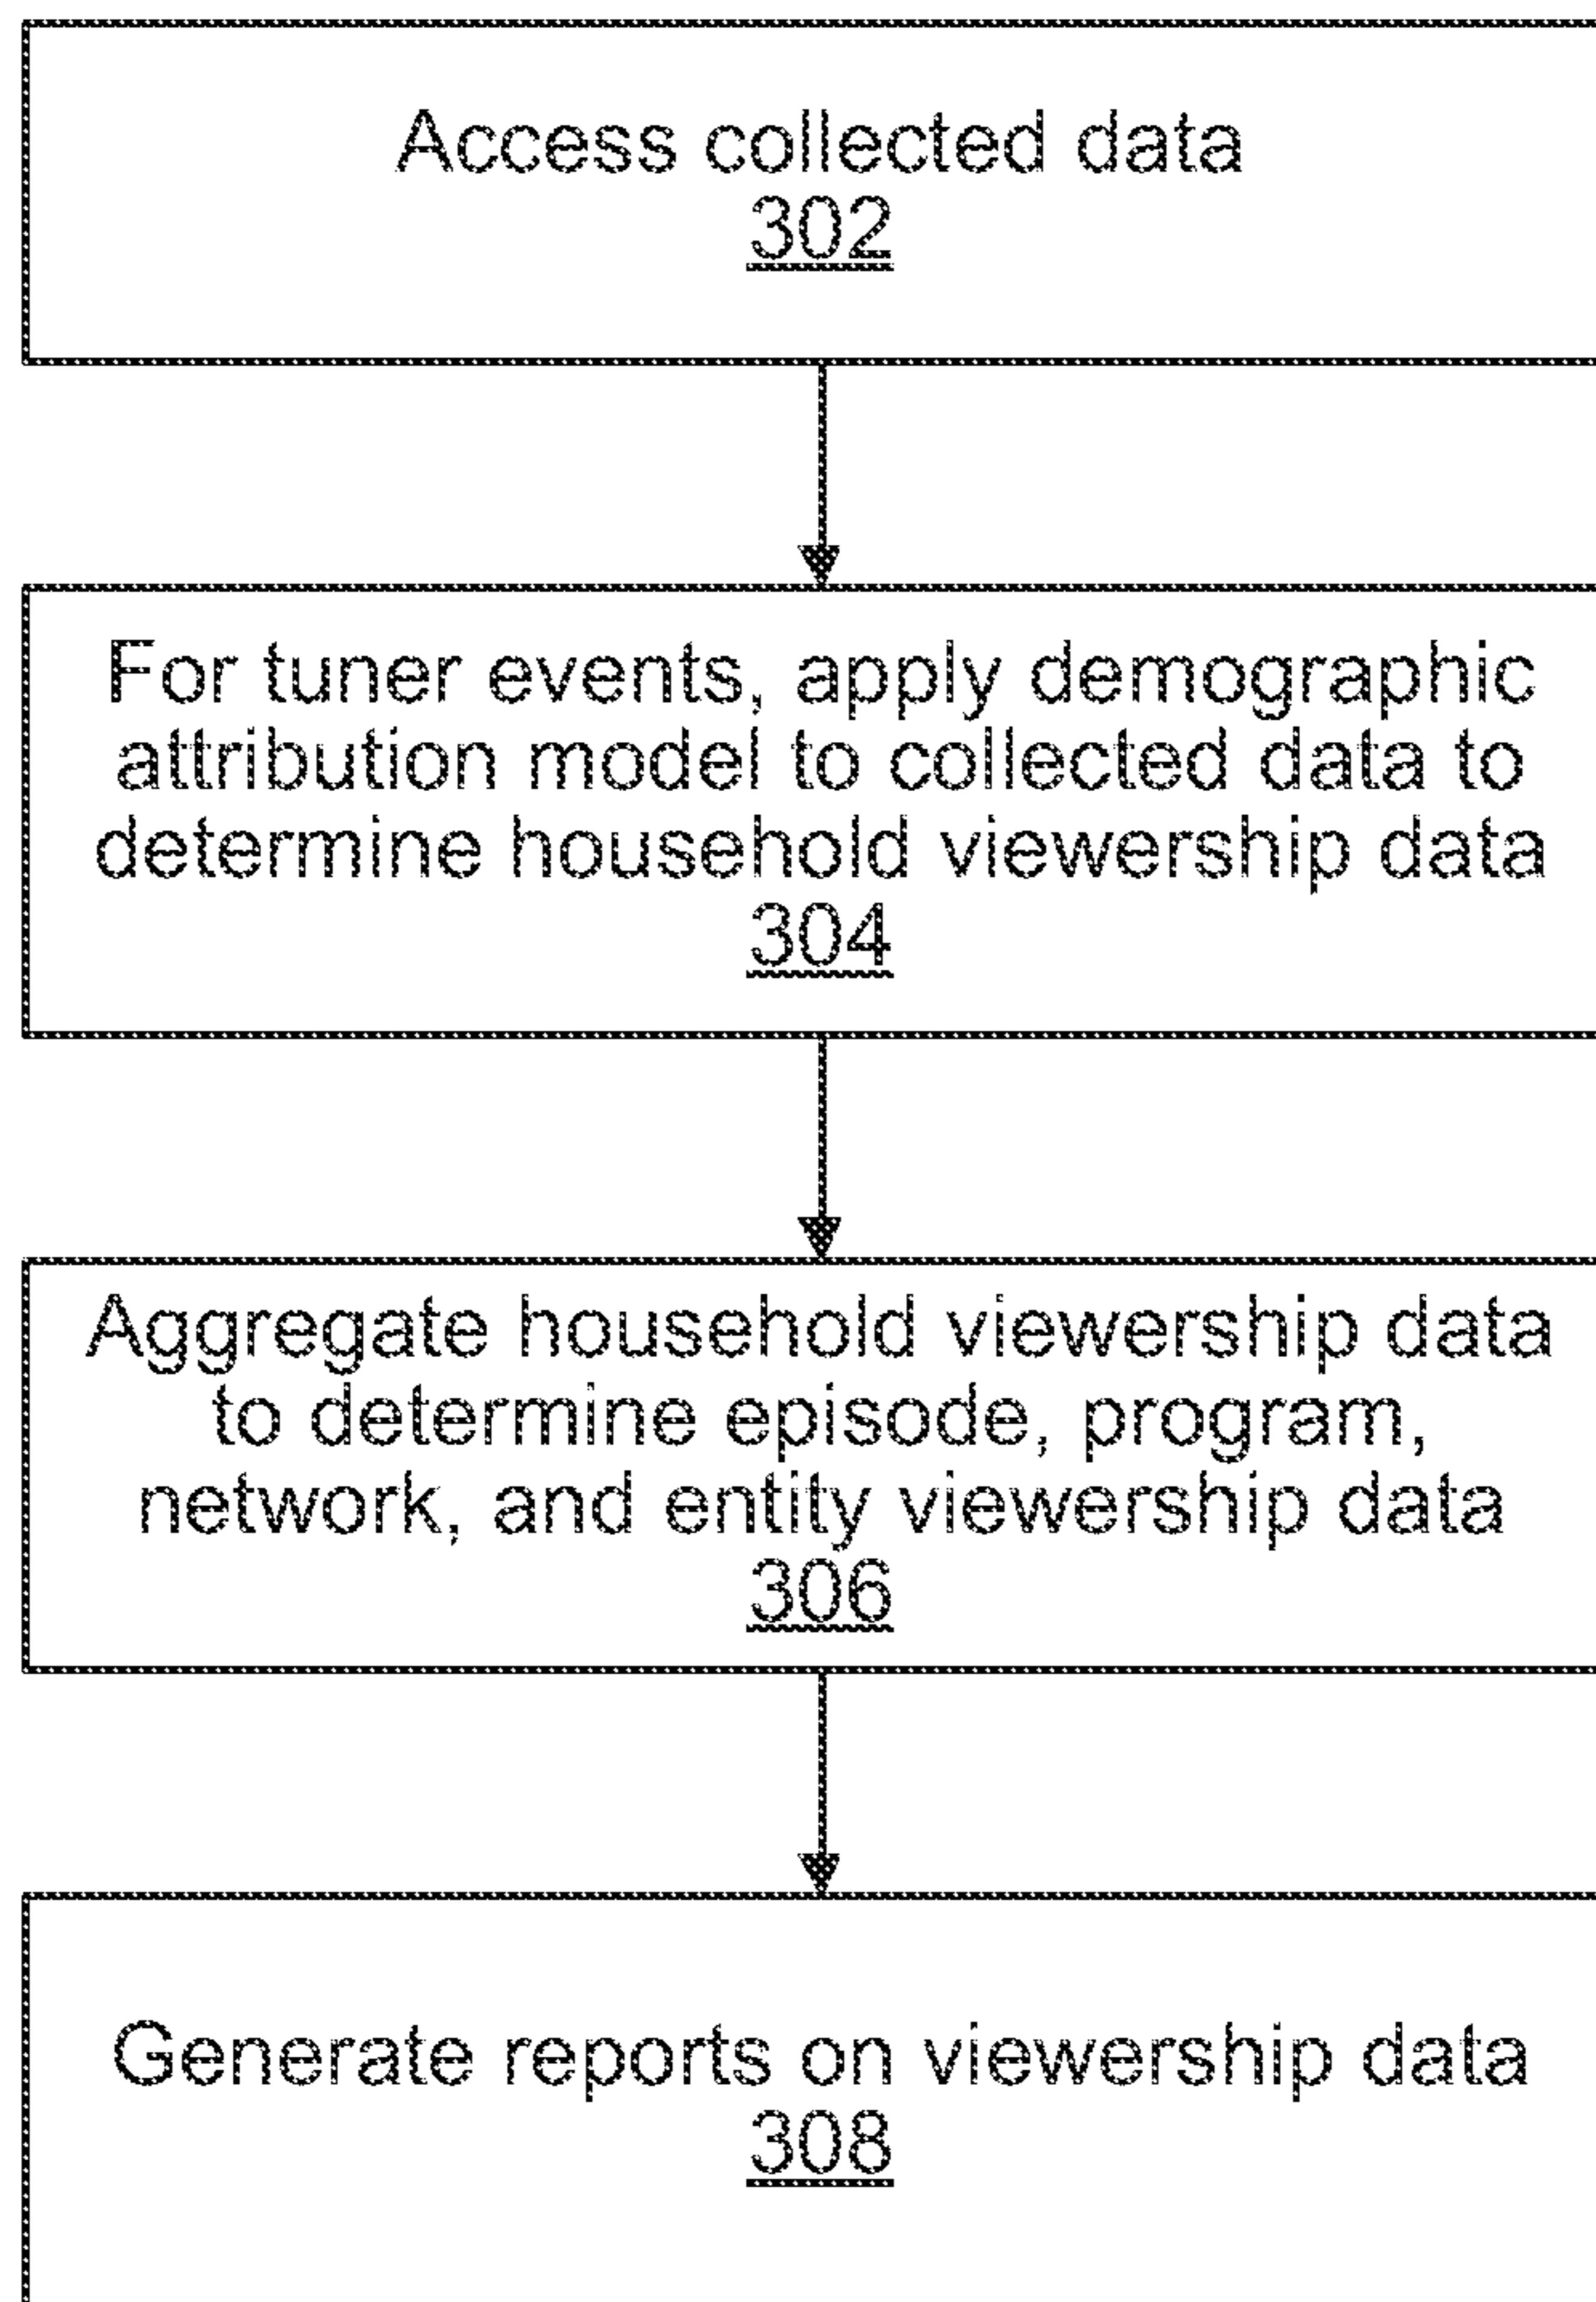 Access collected data
302
For tuner events, apply demographic
attribution model to collected data to
determine household viewership data
304
Aggregate household viewership data
to determine episode, program,
network, and entity viewership data
306
Generate reports on viewership data
308